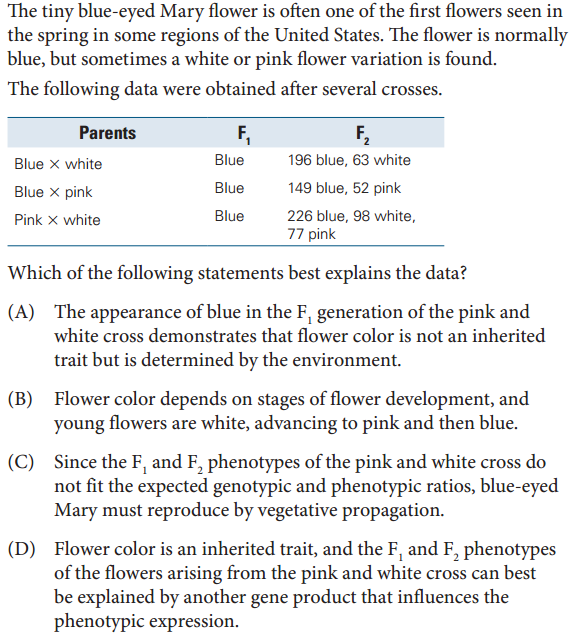 The tiny blue-eyed Mary flower is often one of the first flowers seen in
the spring in some regions of the United States. The flower is normally
blue, but sometimes a white or pink flower variation is found.
The following data were obtained after several crosses.
Parents F₁ F₂
Blue × white Blue 196 blue, 63 white
Blue × pink Blue 149 blue, 52 pink
Pink × white Blue 226 blue, 98 white,
77 pink
Which of the following statements best explains the data?
(A) The appearance of blue in the F₁ generation of the pink and
white cross demonstrates that flower color is not an inherited
trait but is determined by the environment.
(B) Flower color depends on stages of flower development, and
young flowers are white, advancing to pink and then blue.
(C) Since the F₁ and F₂ phenotypes of the pink and white cross do
not fit the expected genotypic and phenotypic ratios, blue-eyed
Mary must reproduce by vegetative propagation.
(D) Flower color is an inherited trait, and the F₁ and F₂ phenotypes
of the flowers arising from the pink and white cross can best
be explained by another gene product that influences the
phenotypic expression.